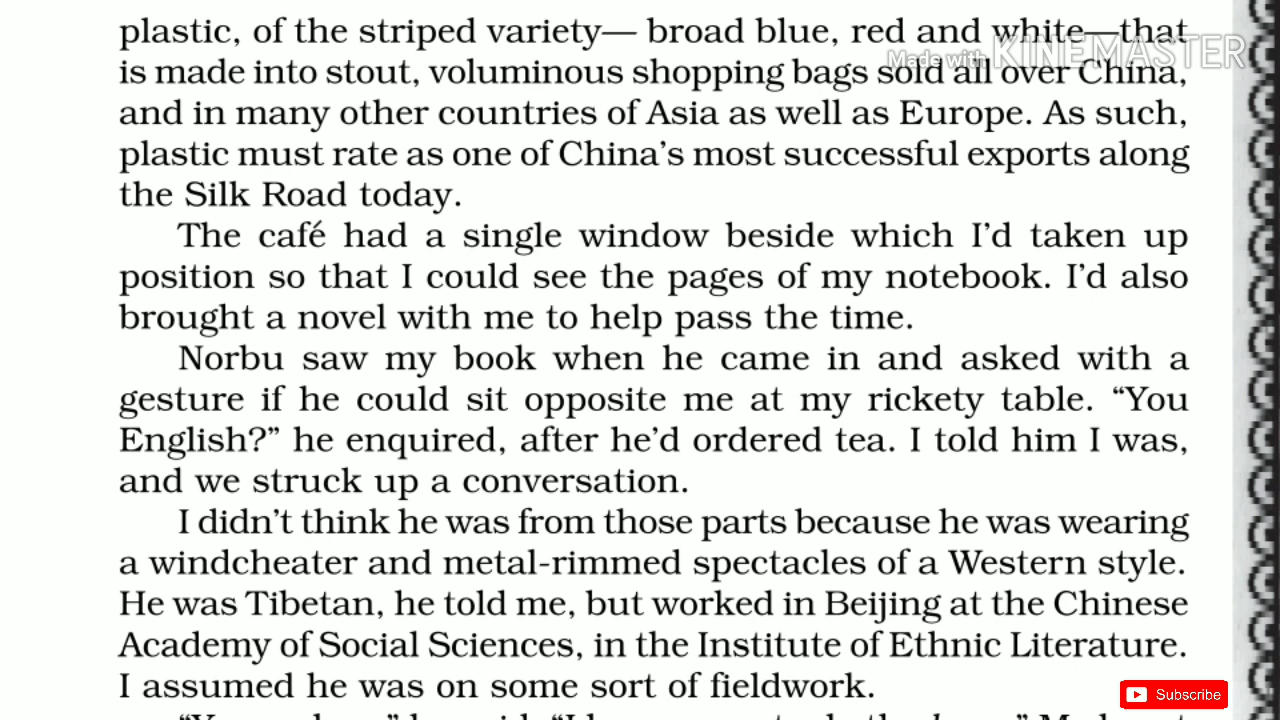 plastic, of the striped variety— broad blue, red and white—that
Made with KINEMASTER
is made into stout, voluminous shopping bags sold all over China,
and in many other countries of Asia as well as Europe. As such,
plastic must rate as one of China's most successful exports along
the Silk Road today.
The café had a single window beside which I'd taken up
position so that I could see the pages of my notebook. I'd also
brought a novel with me to help pass the time.
Norbu saw my book when he came in and asked with a
gesture if he could sit opposite me at my rickety table. “You
English?” he enquired, after he'd ordered tea. I told him I was,
and we struck up a conversation.
I didn't think he was from those parts because he was wearing
a windcheater and metal-rimmed spectacles of a Western style.
He was Tibetan, he told me, but worked in Beijing at the Chinese
Academy of Social Sciences, in the Institute of Ethnic Literature.
I assumed he was on some sort of fieldwork.
Subscribe